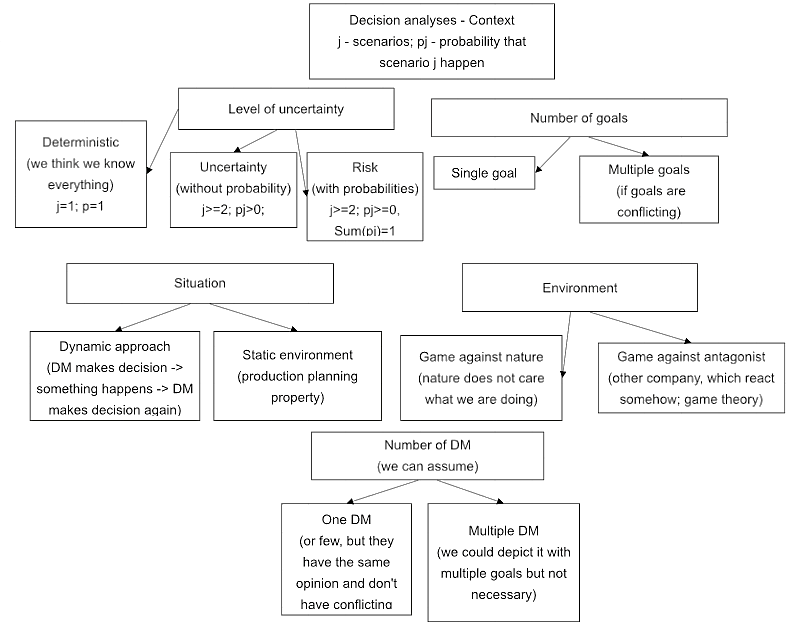 Decision analyses - Context
j - scenarios; pj - probability that
scenario j happen
Level of uncertainty
Number of goals
Deterministic
(we think we know
everything)
j=1; p=1
Uncertainty
(without probability)
j>=2; pj>0;
Risk
(with probabilities)
j>=2; pj>=0,
Sum(pj)=1
Single goal
Multiple goals
(if goals are
conflicting)
Situation
Environment
Dynamic approach
(DM makes decision ->
something happens -> DM
makes decision again)
Static environment
(production planning
property)
Game against nature
(nature does not care
what we are doing)
Game against antagonist
(other company, which react
somehow; game theory)
Number of DM
(we can assume)
One DM
(or few, but they
have the same
opinion and don't
have conflicting
Multiple DM
(we could depict it with
multiple goals but not
necessary)